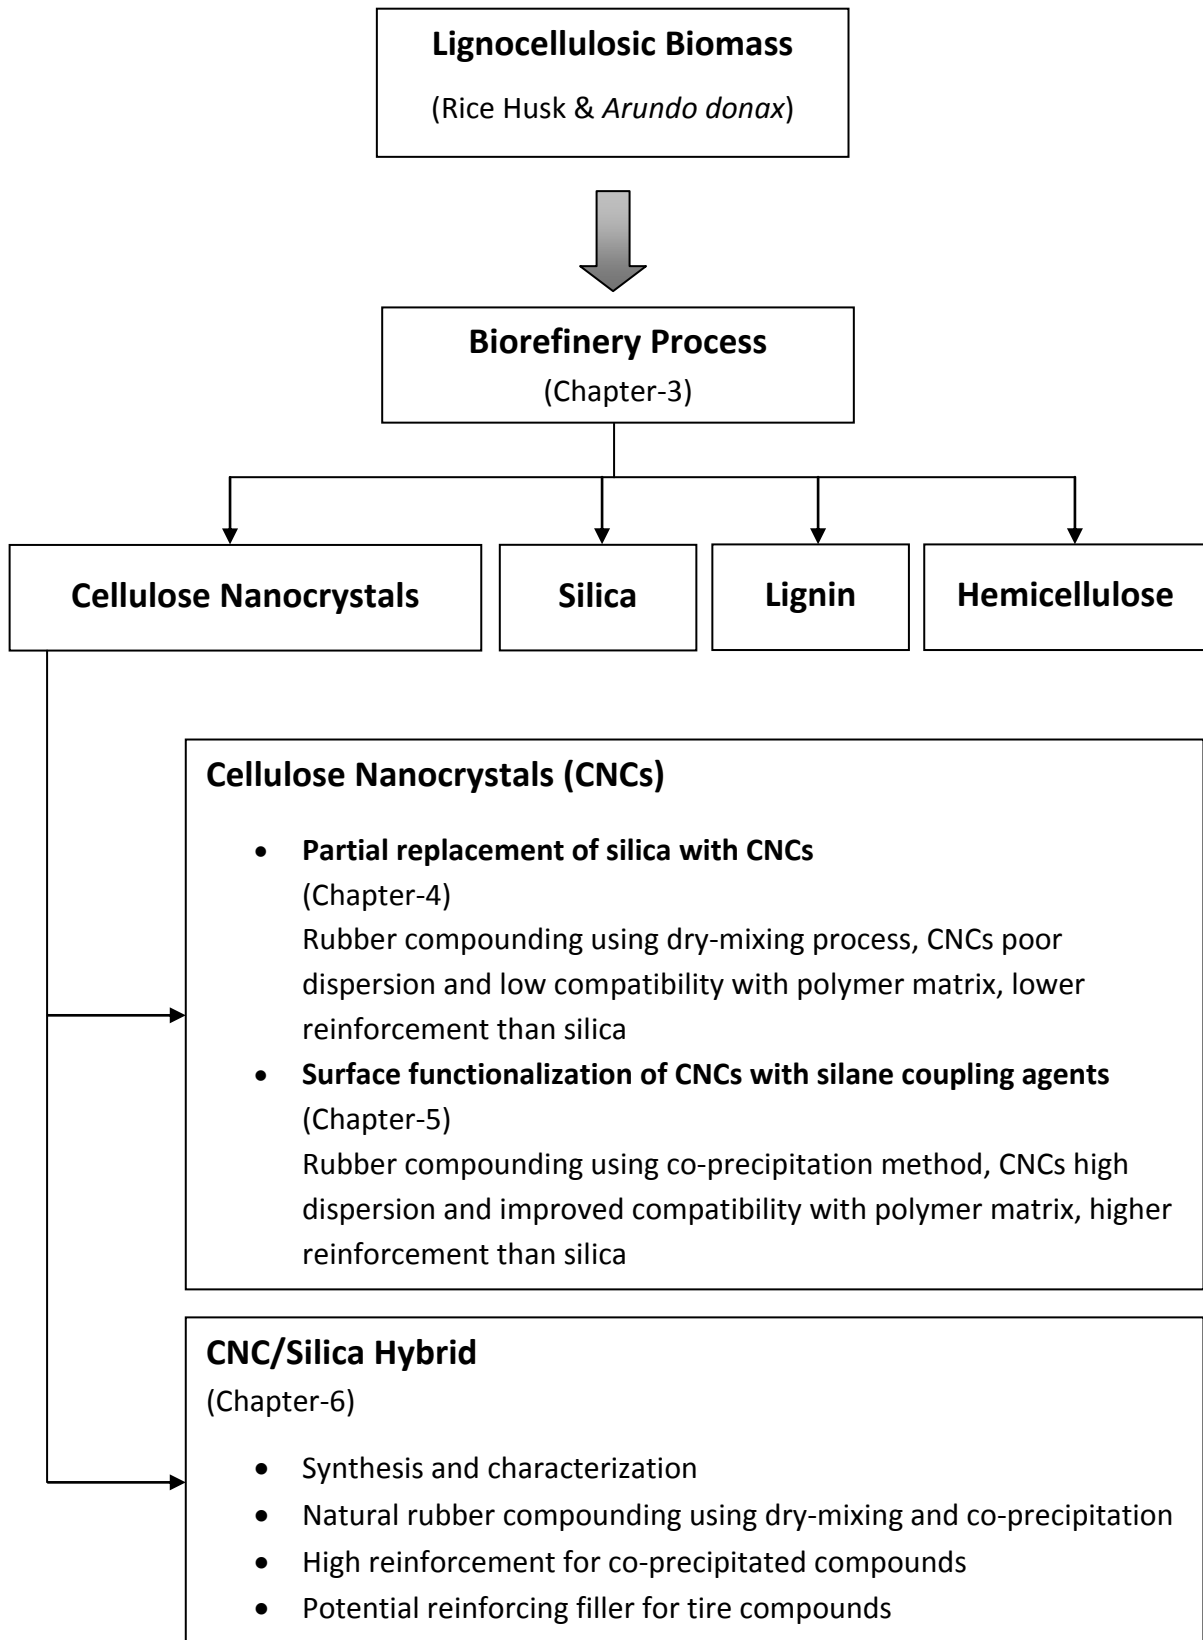 Lignocellulosic Biomass
(Rice Husk & Arundo donax)
Biorefinery Process
(Chapter-3)
Cellulose Nanocrystals
Silica
Lignin
Hemicellulose
Cellulose Nanocrystals (CNCs)
• Partial replacement of silica with CNCs
(Chapter-4)
Rubber compounding using dry-mixing process, CNCs poor
dispersion and low compatibility with polymer matrix, lower
reinforcement than silica
• Surface functionalization of CNCs with silane coupling agents
(Chapter-5)
Rubber compounding using co-precipitation method, CNCs high
dispersion and improved compatibility with polymer matrix, higher
reinforcement than silica
CNC/Silica Hybrid
(Chapter-6)
• Synthesis and characterization
• Natural rubber compounding using dry-mixing and co-precipitation
• High reinforcement for co-precipitated compounds
• Potential reinforcing filler for tire compounds